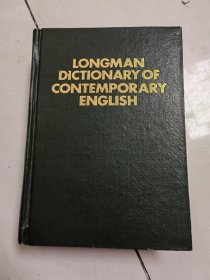 LONGMAN
DICTIONARY OF
CONTEMPORARY
ENGLISH